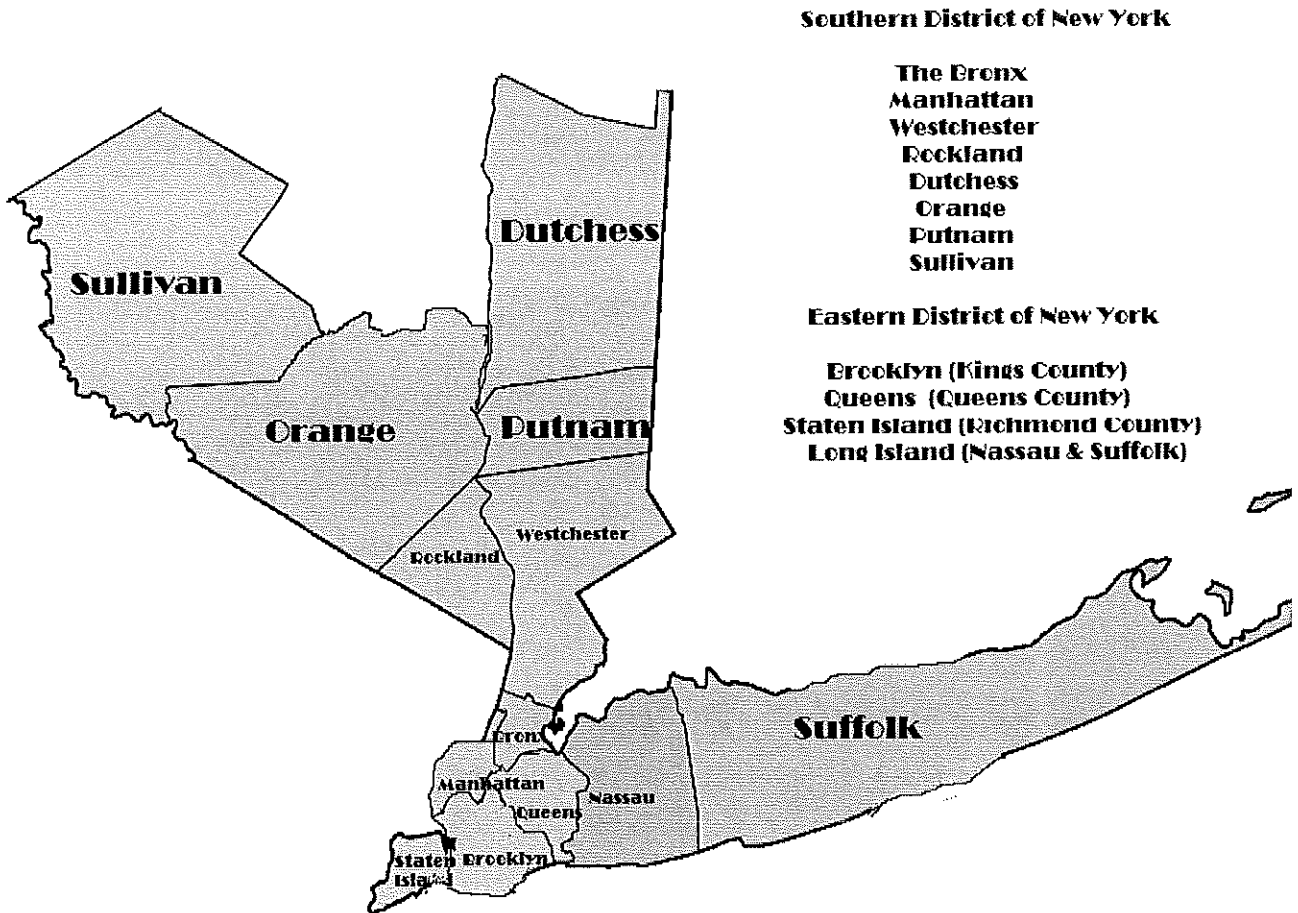 Southern District of New York
The Bronx
Manhattan
Westchester
Rockland
Dutchess
Orange
Putnam
Sullivan
Eastern District of New York
Brooklyn (Kings County)
Queens (Queens County)
Staten Island (Richmond County)
Long Island (Nassau & Suffolk)
Dutchess
Sullivan
Orange
Putnam
Westchester
Rockland
Suffolk
Bronx
Manhattan
Nassau
Queens
Staten
Island
Brooklyn